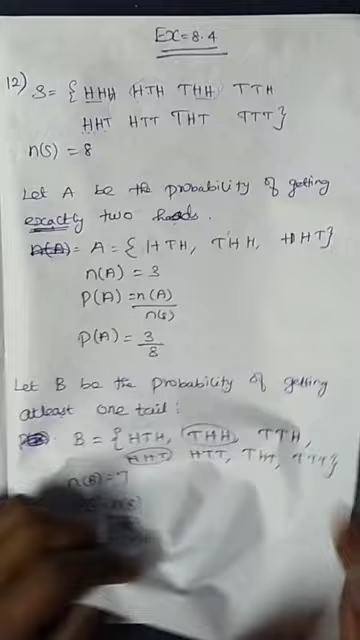 EX=8.4
12) S= { HHH HTH THH TTH
HHT HTT THT TTT}
n(S) = 8
Let A be the probability of getting
exactly two heads.
= A = { HTH, THH, HHT}
n(A) = 3
P(A) = n(A)
n(s)
P(A) = 3
8
Let B be the probability of getting
atleast one tail:
B = { HTH, THH, TTH,
HHT HTT, THT, TTT}
n(B) = 7